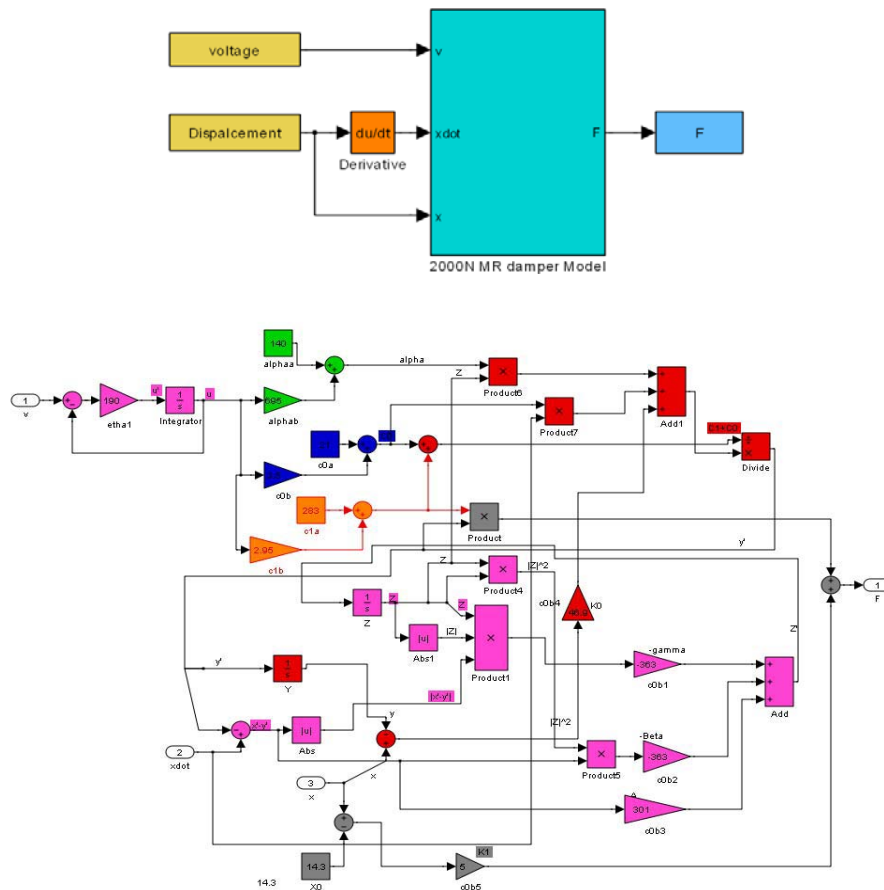 voltage
v
Dispalcement
du/dt
xdot
F
F
Derivative
x
2000N MR damper Model
140
alphaa
alpha
Z
Product6
1
v
190
etha1
u'
1
s
Integrator
u
695
alphab
Product7
Add1
c0a
C1+C0
Divide
c0b
283
c1a
Product
2.95
c1b
y'
Z
Product4
|Z|^2
1
s
Z
Z
Z
|u|
Abs1
|Z|
Product1
c0b4
K0
1
F
Z'
-gamma
-363
c0b1
Add
y'
1
s
Y
y
|x'-y'|
x'-y'
|u|
Abs
|Z|^2
2
xdot
x
-Beta
Product5
-363
c0b2
3
x
A
301
c0b3
14.3
X0
14.3
K1
5
c0b5